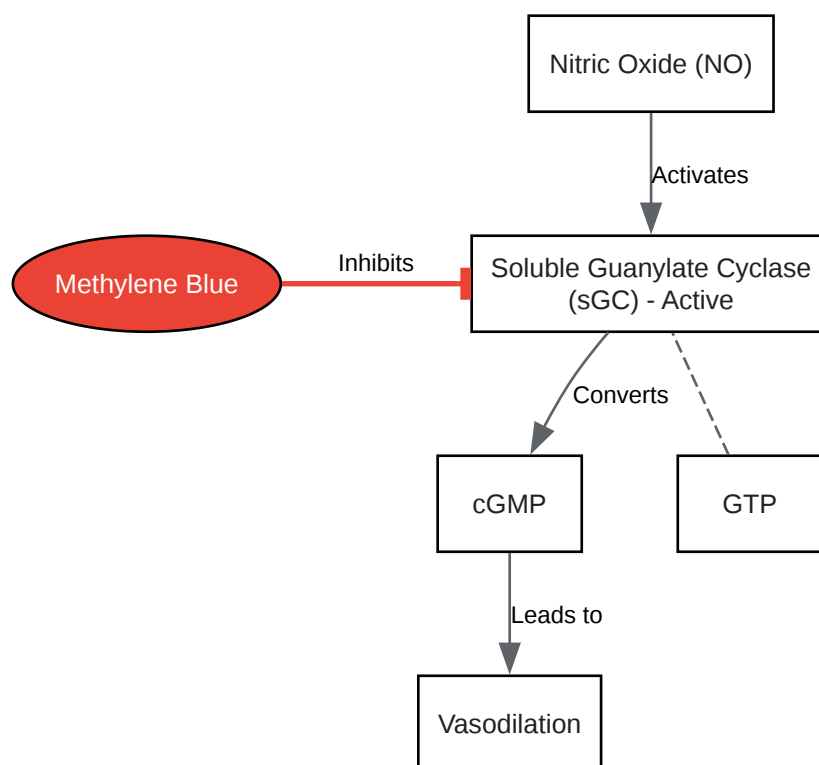 Nitric Oxide (NO)
Activates
Methylene Blue
Inhibits
Soluble Guanylate Cyclase
(sGC) - Active
Converts
cGMP
GTP
Leads to
Vasodilation